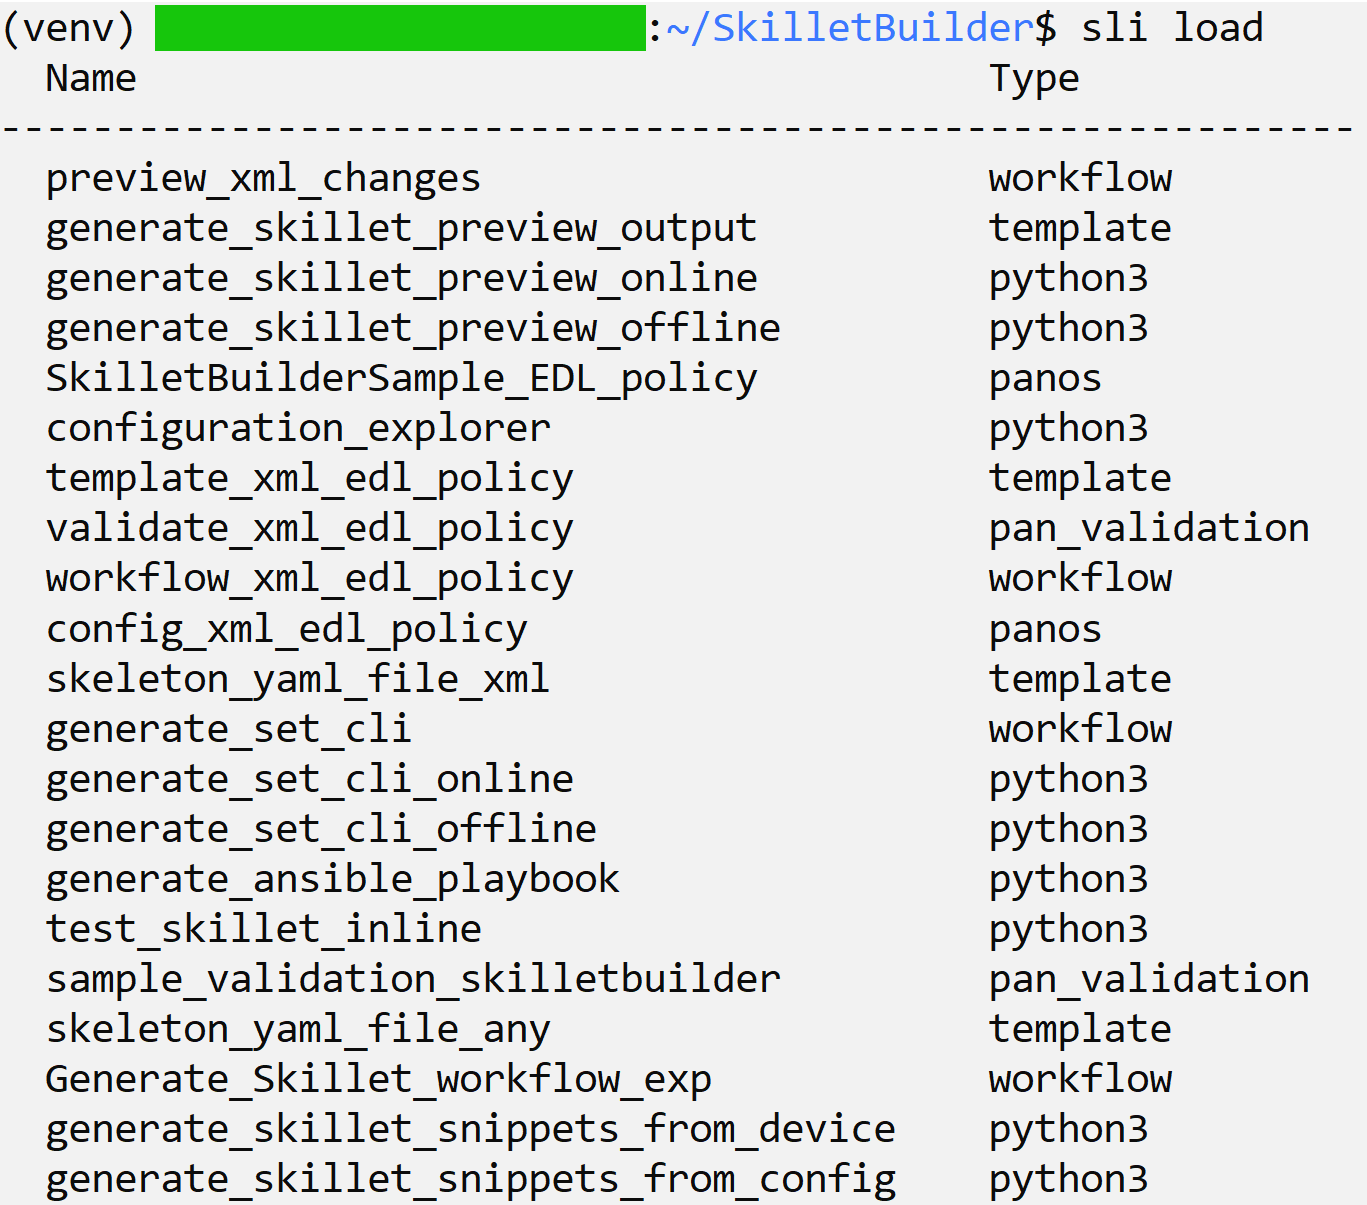 (venv) :~/SkilletBuilder$ sli load
Name Type
-----------------------------------------------------------
preview_xml_changes workflow
generate_skillet_preview_output template
generate_skillet_preview_online python3
generate_skillet_preview_offline python3
SkilletBuilderSample_EDL_policy panos
configuration_explorer python3
template_xml_edl_policy template
validate_xml_edl_policy pan_validation
workflow_xml_edl_policy workflow
config_xml_edl_policy panos
skeleton_yaml_file_xml template
generate_set_cli workflow
generate_set_cli_online python3
generate_set_cli_offline python3
generate_ansible_playbook python3
test_skillet_inline python3
sample_validation_skilletbuilder pan_validation
skeleton_yaml_file_any template
Generate_Skillet_workflow_exp workflow
generate_skillet_snippets_from_device python3
generate_skillet_snippets_from_config python3